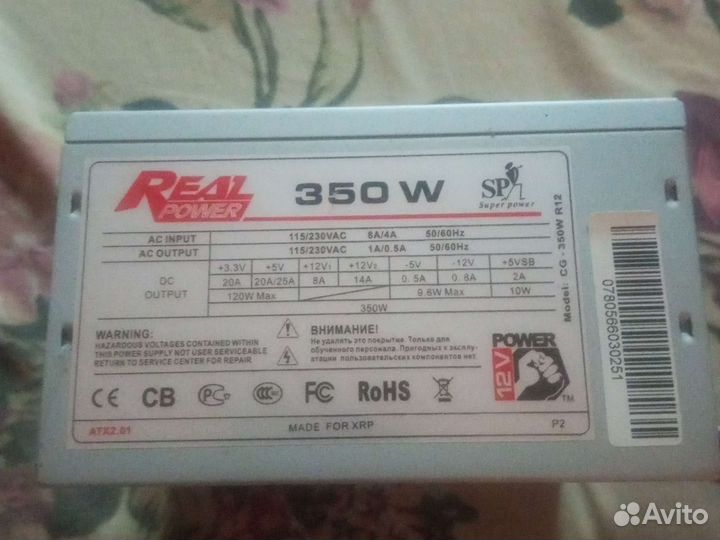 REAL
POWER
350 W
SP
Super power
AC INPUT 115/230VAC 8A/4A 50/60Hz
AC OUTPUT 115/230VAC 1A/0.5A 50/60Hz
DC OUTPUT
+3.3V +5V +12V1 +12V2 -5V -12V +5VSB
20A 20A/25A 8A 14A 0. 5A 0. 8A 2A
120W Max 9.6W Max 10W
350W
WARNING:
HAZARDOUS VOLTAGES CONTAINED WITHIN
THIS POWER SUPPLY NOT USER SERVICEABLE
RETURN TO SERVICE CENTER FOR REPAIR
ВНИМАНИЕ!
Не удалять это покрытие. Только для
обученного персонала. Пригодных к эксплу-
атации пользовательских компонентов нет.
12V POWER
TM
CE CB PC CCC FC RoHS
ATX2.01
MADE FOR XRP
P2
Model: CG - 350W R12
0780566030251
Avito